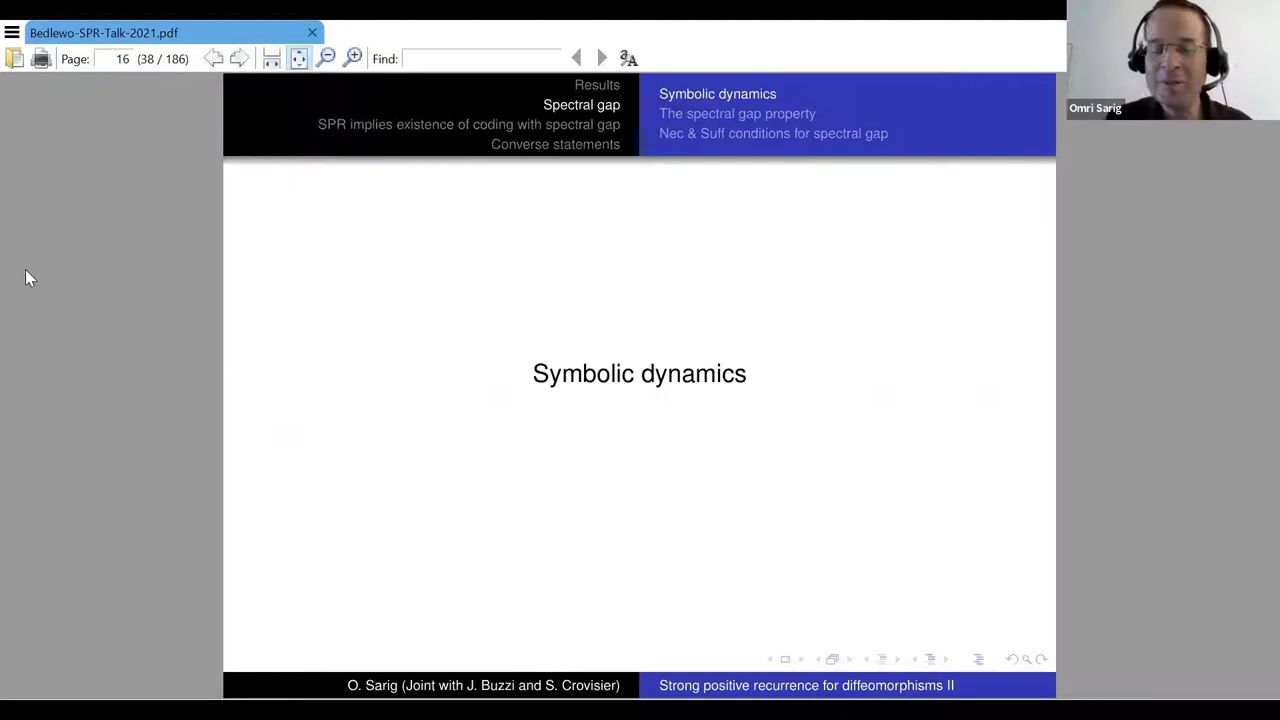 Bedlewo-SPR-Talk-2021.pdf
Page: 16 (38 / 186) Find:
Omri Sarig
Results
Spectral gap
SPR implies existence of coding with spectral gap
Converse statements
Symbolic dynamics
The spectral gap property
Nec & Suff conditions for spectral gap
Symbolic dynamics
O. Sarig (Joint with J. Buzzi and S. Crovisier)
Strong positive recurrence for diffeomorphisms II